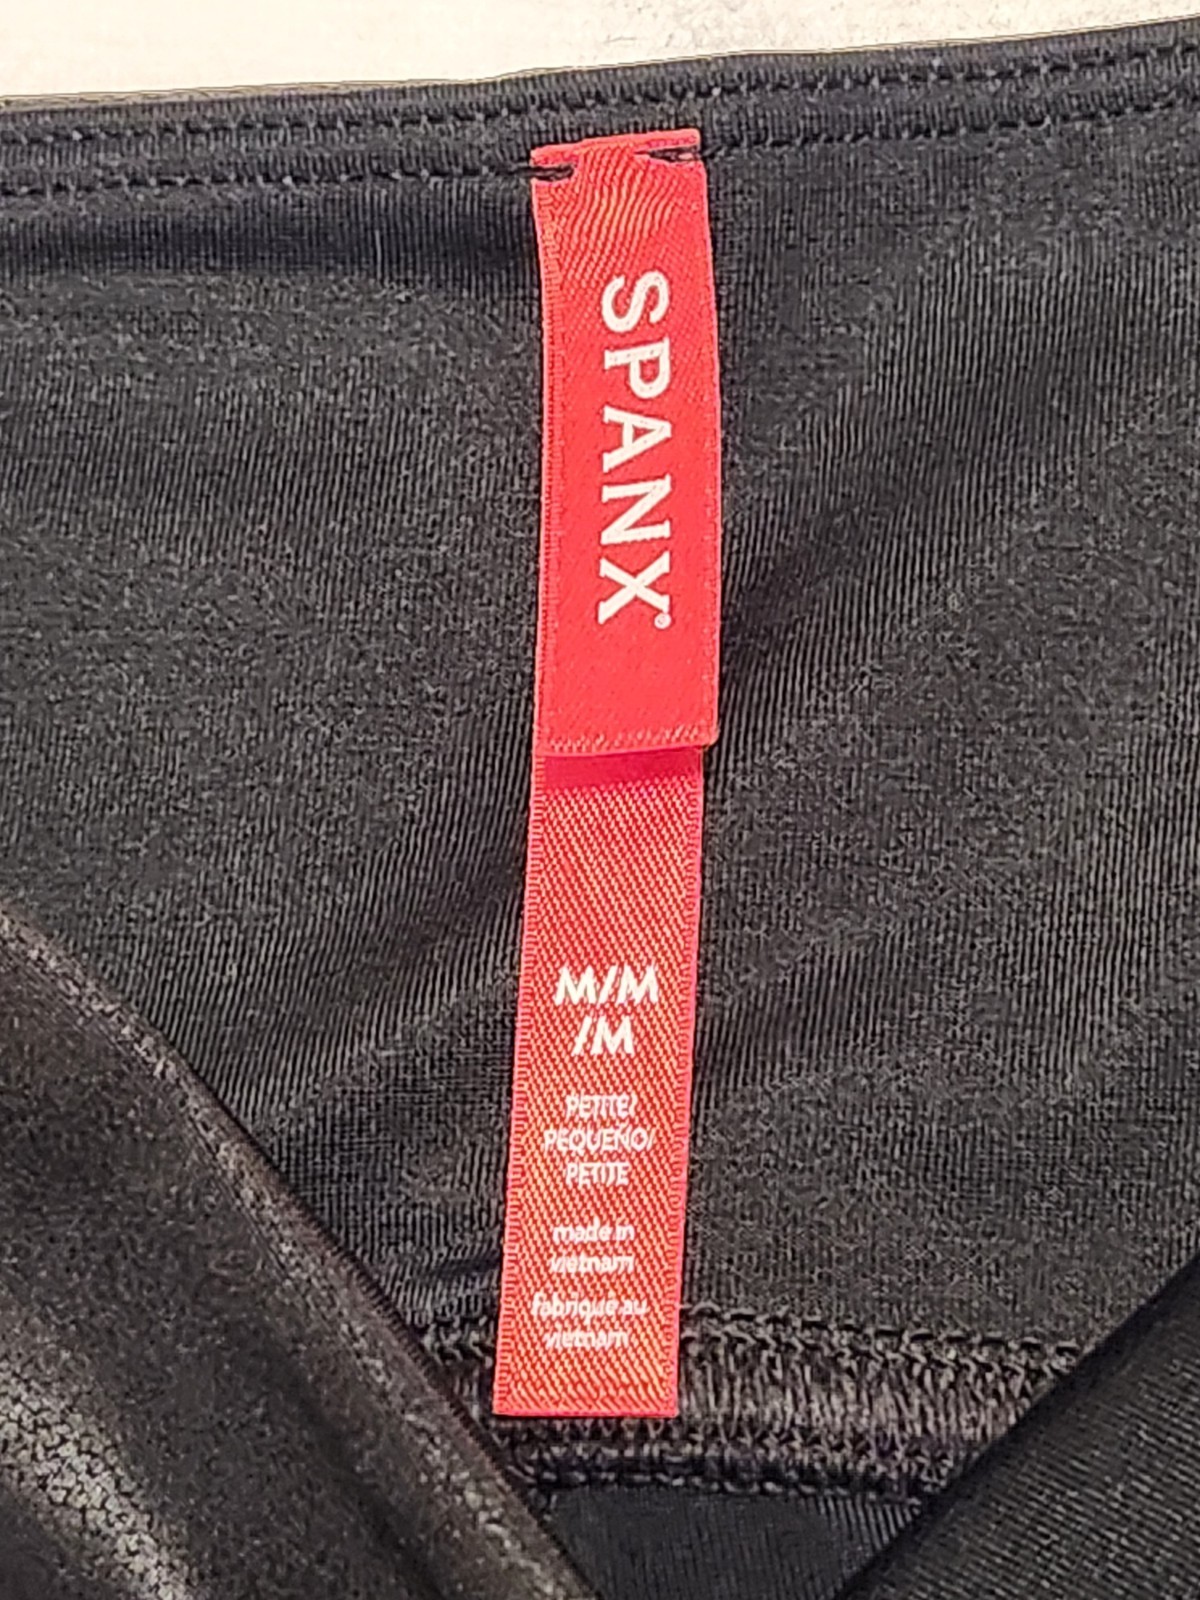 SPANX®
M/M
/M
PETITE/
PEQUEÑO/
PETITE
made in
vietnam
fabriqué au
vietnam